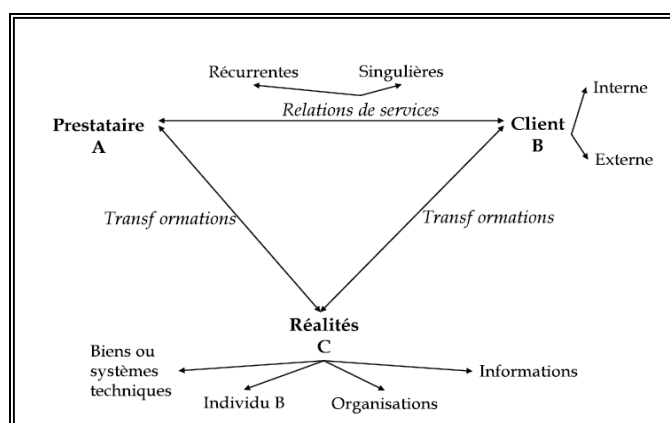 Récurrentes
Singulières
Relations de services
Interne
Prestataire
A
Client
B
Externe
Transf ormations
Transf ormations
Réalités
C
Biens ou
systèmes
techniques
Individu B
Organisations
Informations